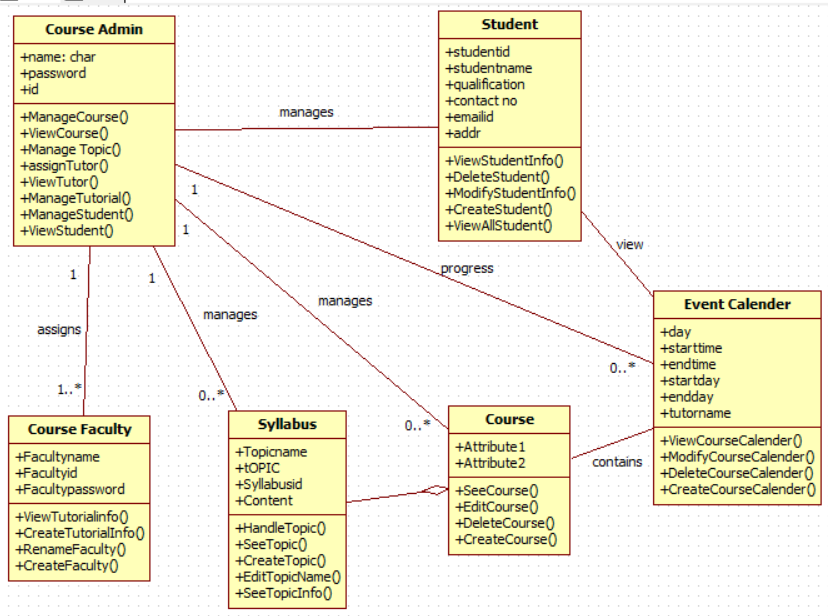 Course Admin
+name: char
+password
+id
+ManageCourse()
+ViewCourse()
+Manage Topic()
+assignTutor()
+ViewTutor()
+ManageTutorial()
+ManageStudent()
+ViewStudent()
manages
Student
+studentid
+studentname
+qualification
+contact no
+emailid
+addr
+ViewStudentInfo()
+DeleteStudent()
+ModifyStudentInfo()
+CreateStudent()
+ViewAllStudent()
1
1
1
1
view
progress
manages
manages
assigns
1..*
0..*
0..*
0..*
Event Calender
+day
+starttime
+endtime
+startday
+endday
+tutorname
+ViewCourseCalender()
+ModifyCourseCalender()
+DeleteCourseCalender()
+CreateCourseCalender()
Course Faculty
+Facultyname
+Facultyid
+Facultypassword
+ViewTutorialinfo()
+CreateTutorialInfo()
+RenameFaculty()
+CreateFaculty()
Syllabus
+Topicname
+tOPIC
+Syllabusid
+Content
+HandleTopic()
+SeeTopic()
+CreateTopic()
+EditTopicName()
+SeeTopicInfo()
Course
+Attribute1
+Attribute2
+SeeCourse()
+EditCourse()
+DeleteCourse()
+CreateCourse()
contains